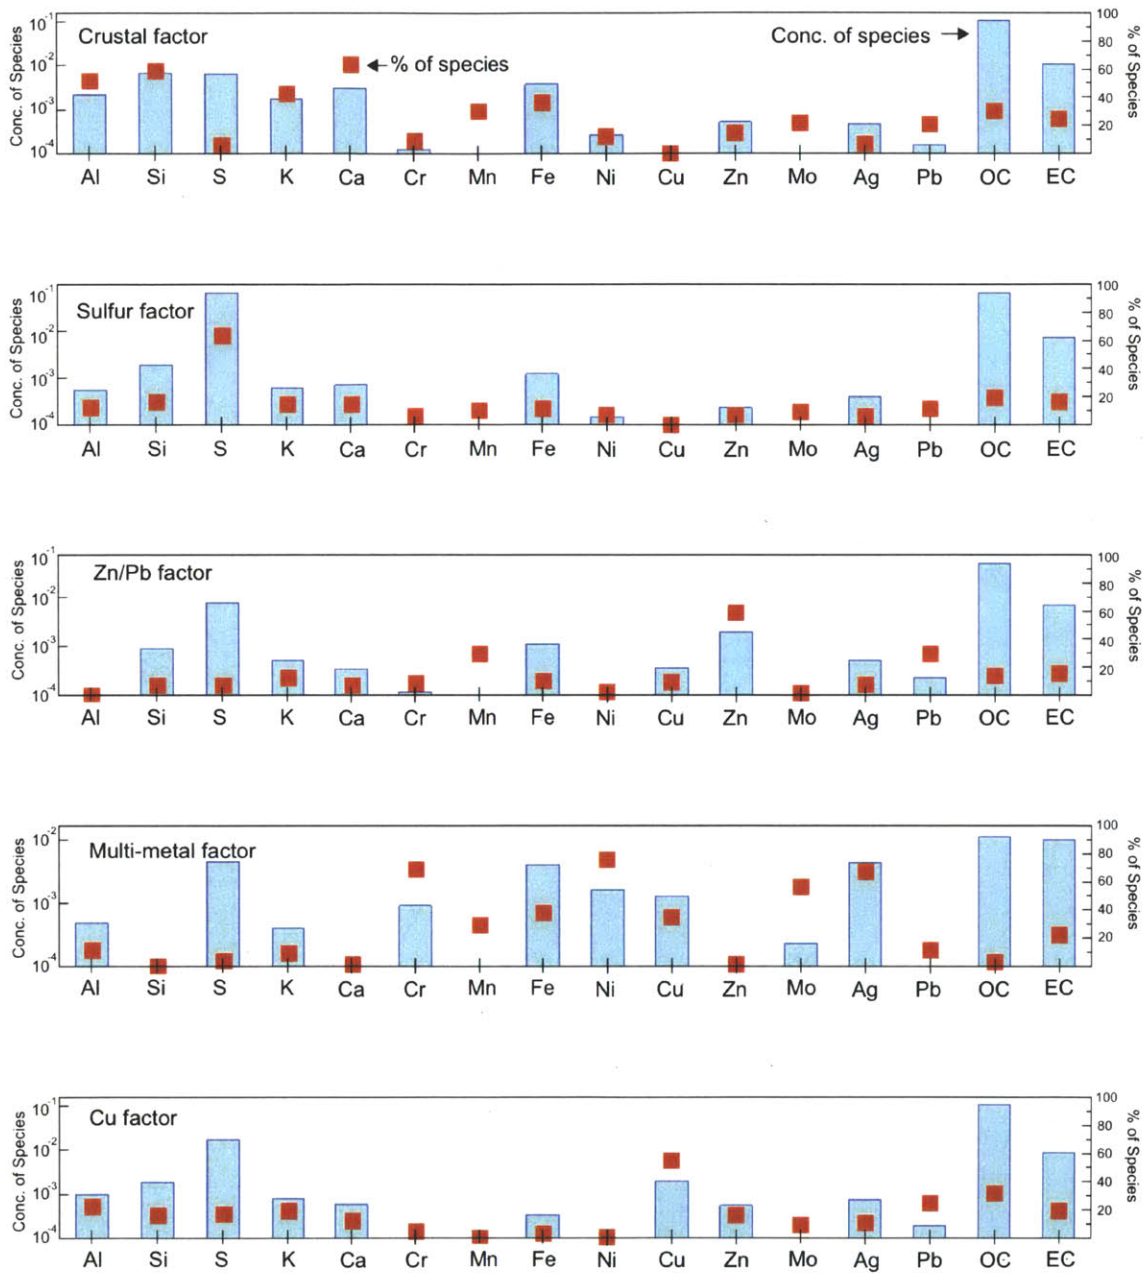 Crustal factor
Conc. of species
% of species
Conc. of Species
10-1
10-2
10-3
10-4
100
80
60
40
20
% of Species
Al Si S K Ca Cr Mn Fe Ni Cu Zn Mo Ag Pb OC EC
Sulfur factor
Conc. of Species
10-1
10-2
10-3
10-4
100
80
60
40
20
% of Species
Al Si S K Ca Cr Mn Fe Ni Cu Zn Mo Ag Pb OC EC
Zn/Pb factor
Conc. of Species
10-1
10-2
10-3
10-4
100
80
60
40
20
% of Species
Al Si S K Ca Cr Mn Fe Ni Cu Zn Mo Ag Pb OC EC
Multi-metal factor
Conc. of Species
10-2
10-3
10-4
100
80
60
40
20
% of Species
Al Si S K Ca Cr Mn Fe Ni Cu Zn Mo Ag Pb OC EC
Cu factor
Conc. of Species
10-1
10-2
10-3
10-4
100
80
60
40
20
% of Species
Al Si S K Ca Cr Mn Fe Ni Cu Zn Mo Ag Pb OC EC